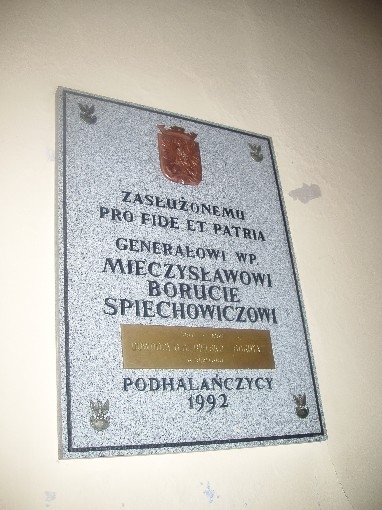 ZASŁUŻONEMU
PRO FIDE ET PATRIA
GENERAŁOWI WP
MIECZYSŁAWOWI
BORUCIE
SPIECHOWICZOWI
PODHALAŃCZYCY
1992